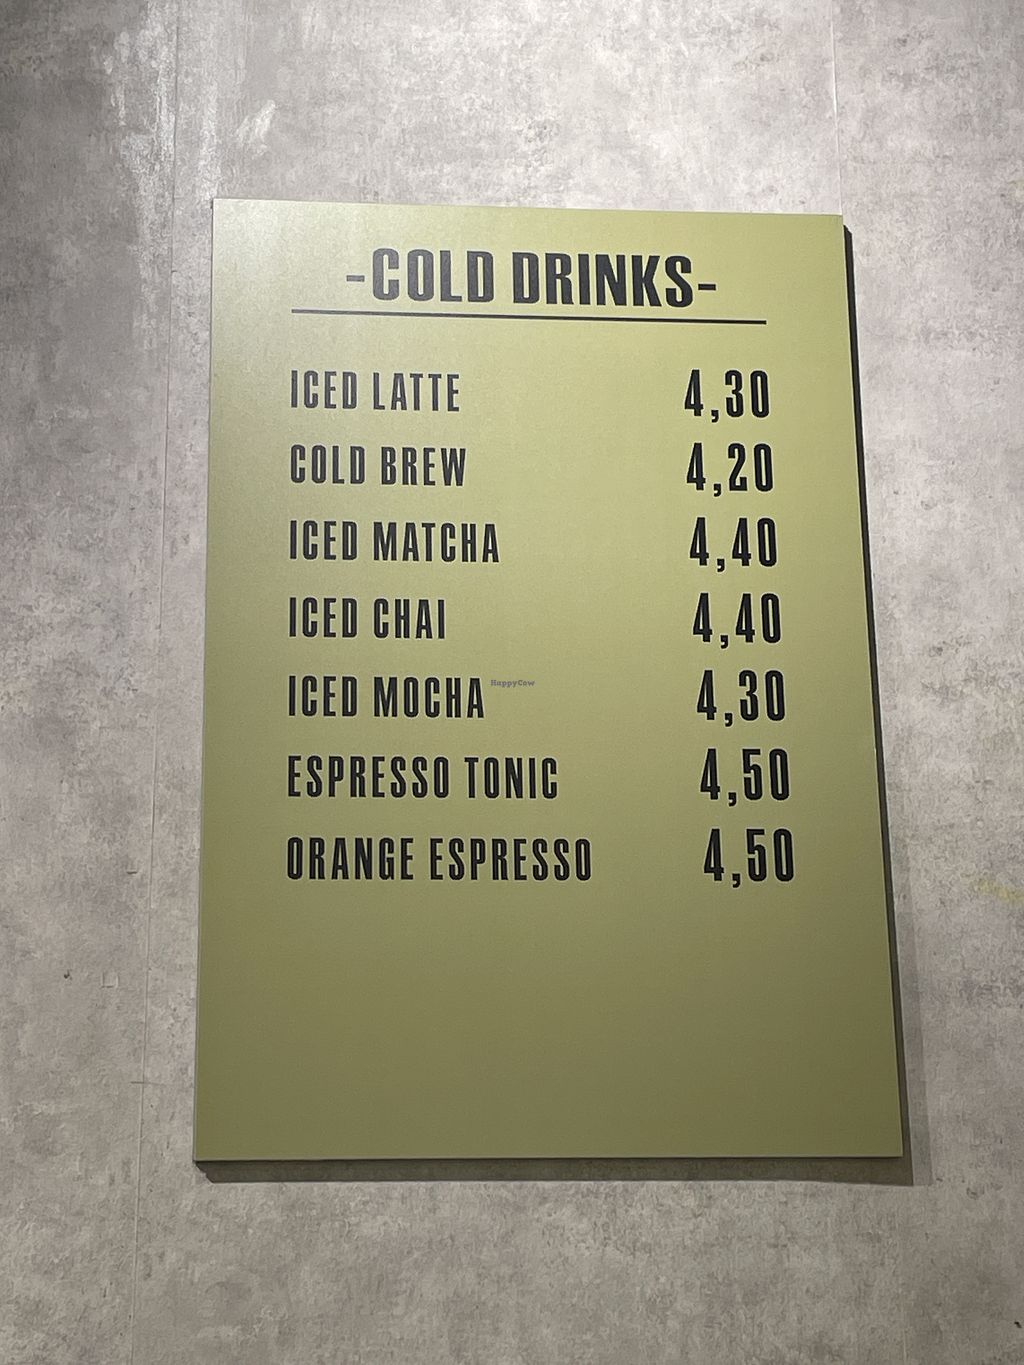 -COLD DRINKS-
ICED LATTE 4,30
COLD BREW 4,20
ICED MATCHA 4,40
ICED CHAI 4,40
ICED MOCHA 4,30
HappyCow
ESPRESSO TONIC 4,50
ORANGE ESPRESSO 4,50